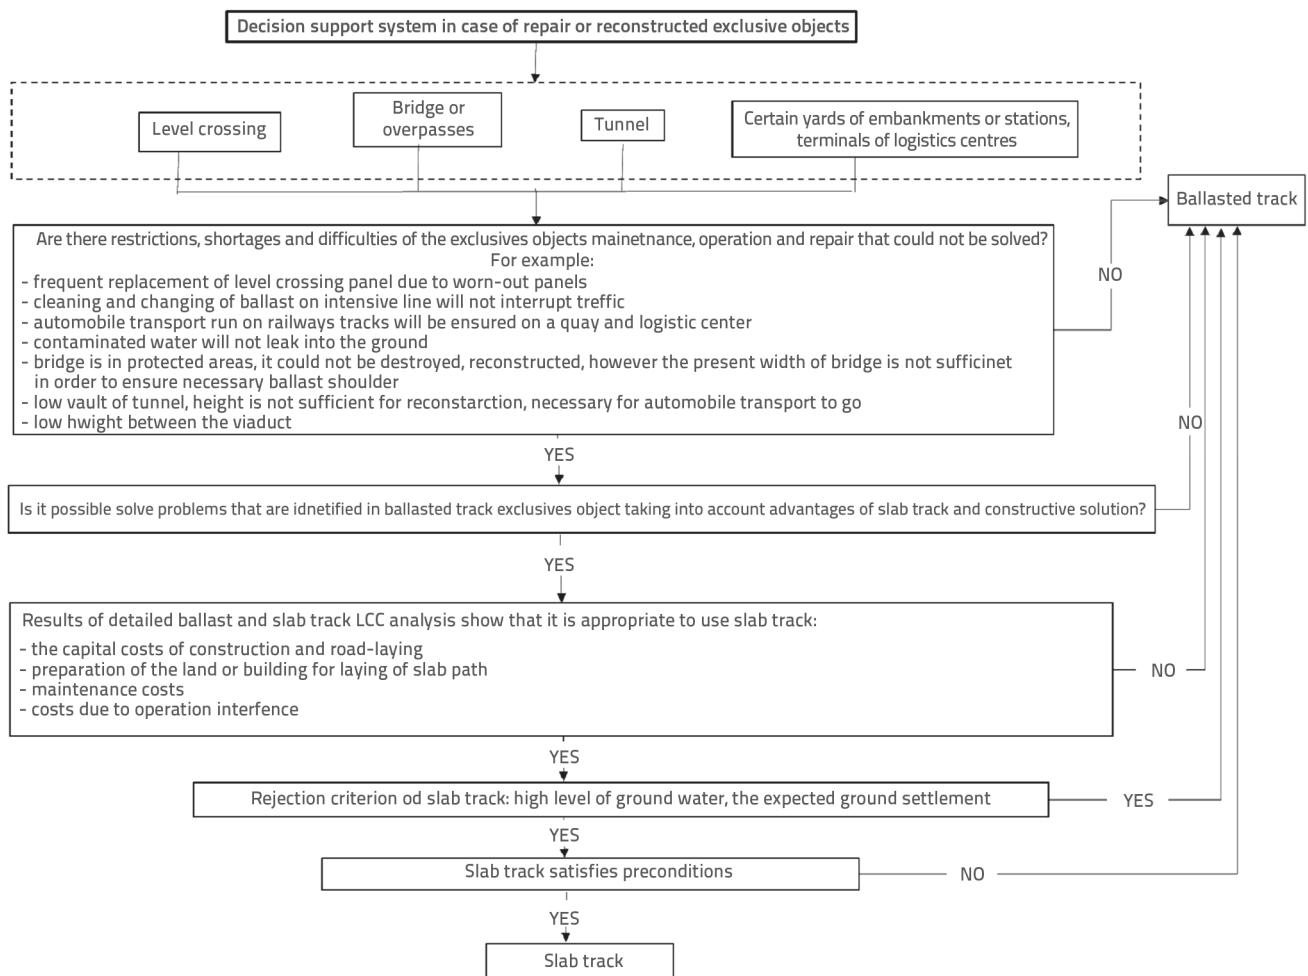 Decision support system in case of repair or reconstructed exclusive objects
Level crossing
Bridge or
overpasses
Tunnel
Certain yards of embankments or stations,
terminals of logistics centres
Ballasted track
Are there restrictions, shortages and difficulties of the exclusives objects mainetnance, operation and repair that could not be solved?
For example:
- frequent replacement of level crossing panel due to worn-out panels
- cleaning and changing of ballast on intensive line will not interrupt treffic
- automobile transport run on railways tracks will be ensured on a quay and logistic center
- contaminated water will not leak into the ground
- bridge is in protected areas, it could not be destroyed, reconstructed, however the present width of bridge is not sufficinet
in order to ensure necessary ballast shoulder
- low vault of tunnel, height is not sufficient for reconstarction, necessary for automobile transport to go
- low hwight between the viaduct
NO
YES
Is it possible solve problems that are idnetified in ballasted track exclusives object taking into account advantages of slab track and constructive solution?
NO
YES
Results of detailed ballast and slab track LCC analysis show that it is appropriate to use slab track:
- the capital costs of construction and road-laying
- preparation of the land or building for laying of slab path
- maintenance costs
- costs due to operation interfence
NO
YES
Rejection criterion od slab track: high level of ground water, the expected ground settlement
YES
YES
Slab track satisfies preconditions
NO
YES
Slab track